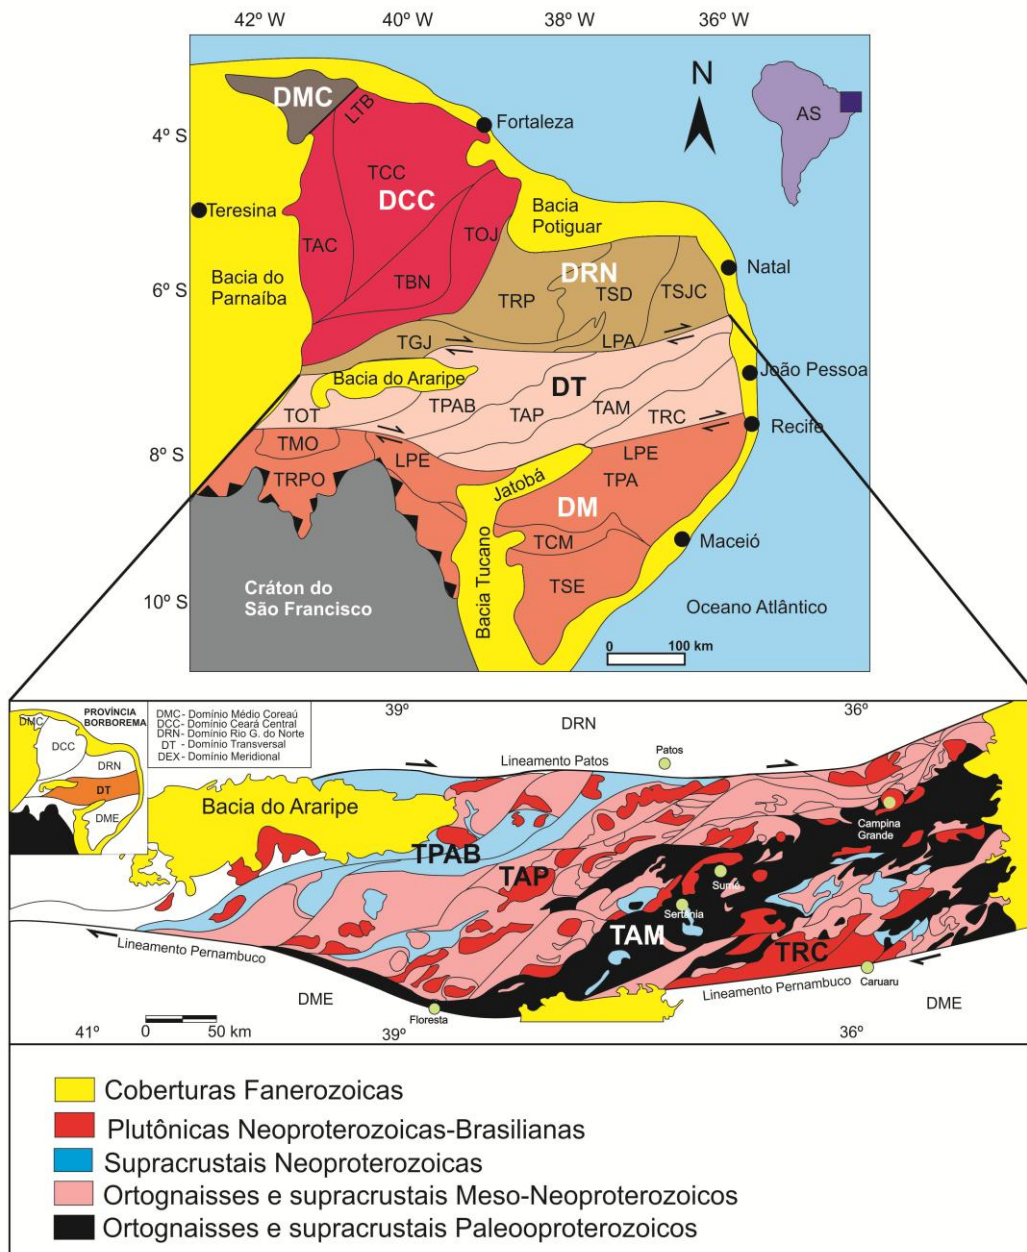 42º W 40º W 38º W 36º W
4º S
6º S
8º S
10º S
DMC
LTB
Fortaleza
N
AS
TCC
DCC
Teresina
TAC
TOJ
Bacia
Potiguar
TBN
Bacia do
Parnaíba
DRN
TRP
TSD
TSJC
Natal
TGJ
LPA
Bacia do Araripe
DT
João Pessoa
TPAB
TAP
TAM
TRC
TOT
Recife
TMO
LPE
LPE
TRPO
Jatobá
TPA
DM
TCM
Maceió
TSE
Cráton do
São Francisco
Bacia Tucano
Oceano Atlântico
0 100 km
PROVÍNCIA
BORBOREMA
DMC
DCC
DRN
DT
DME
DMC - Domínio Médio Coreaú
DCC - Domínio Ceará Central
DRN - Domínio Rio G. do Norte
DT - Domínio Transversal
DEX - Domínio Meridional
39º
DRN
36º
Lineamento Patos
Patos
Bacia do Araripe
Campina
Grande
TPAB
TAP
Sumé
Sertânia
TAM
TRC
Lineamento Pernambuco
Lineamento Pernambuco
Caruaru
DME
DME
Floresta
41º
0 50 km
39º
36º
Coberturas Fanerozoicas
Plutônicas Neoproterozoicas-Brasilianas
Supracrustais Neoproterozoicas
Ortognaisses e supracrustais Meso-Neoproterozoicos
Ortognaisses e supracrustais Paleooproterozoicos